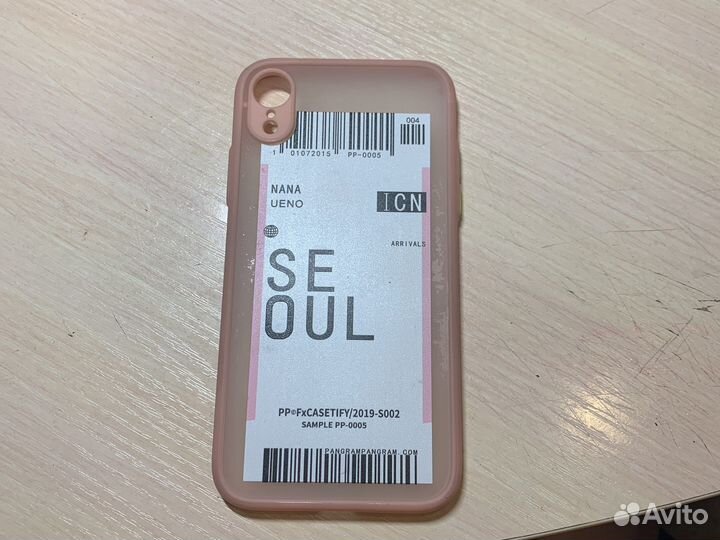 004
1 01072015 PP-0005
NANA
UENO
ICN
ARRIVALS
SE
OUL
PP®FxCASETIFY/2019-S002
SAMPLE PP-0005
PANGRAMPANGRAM.COM
Avito